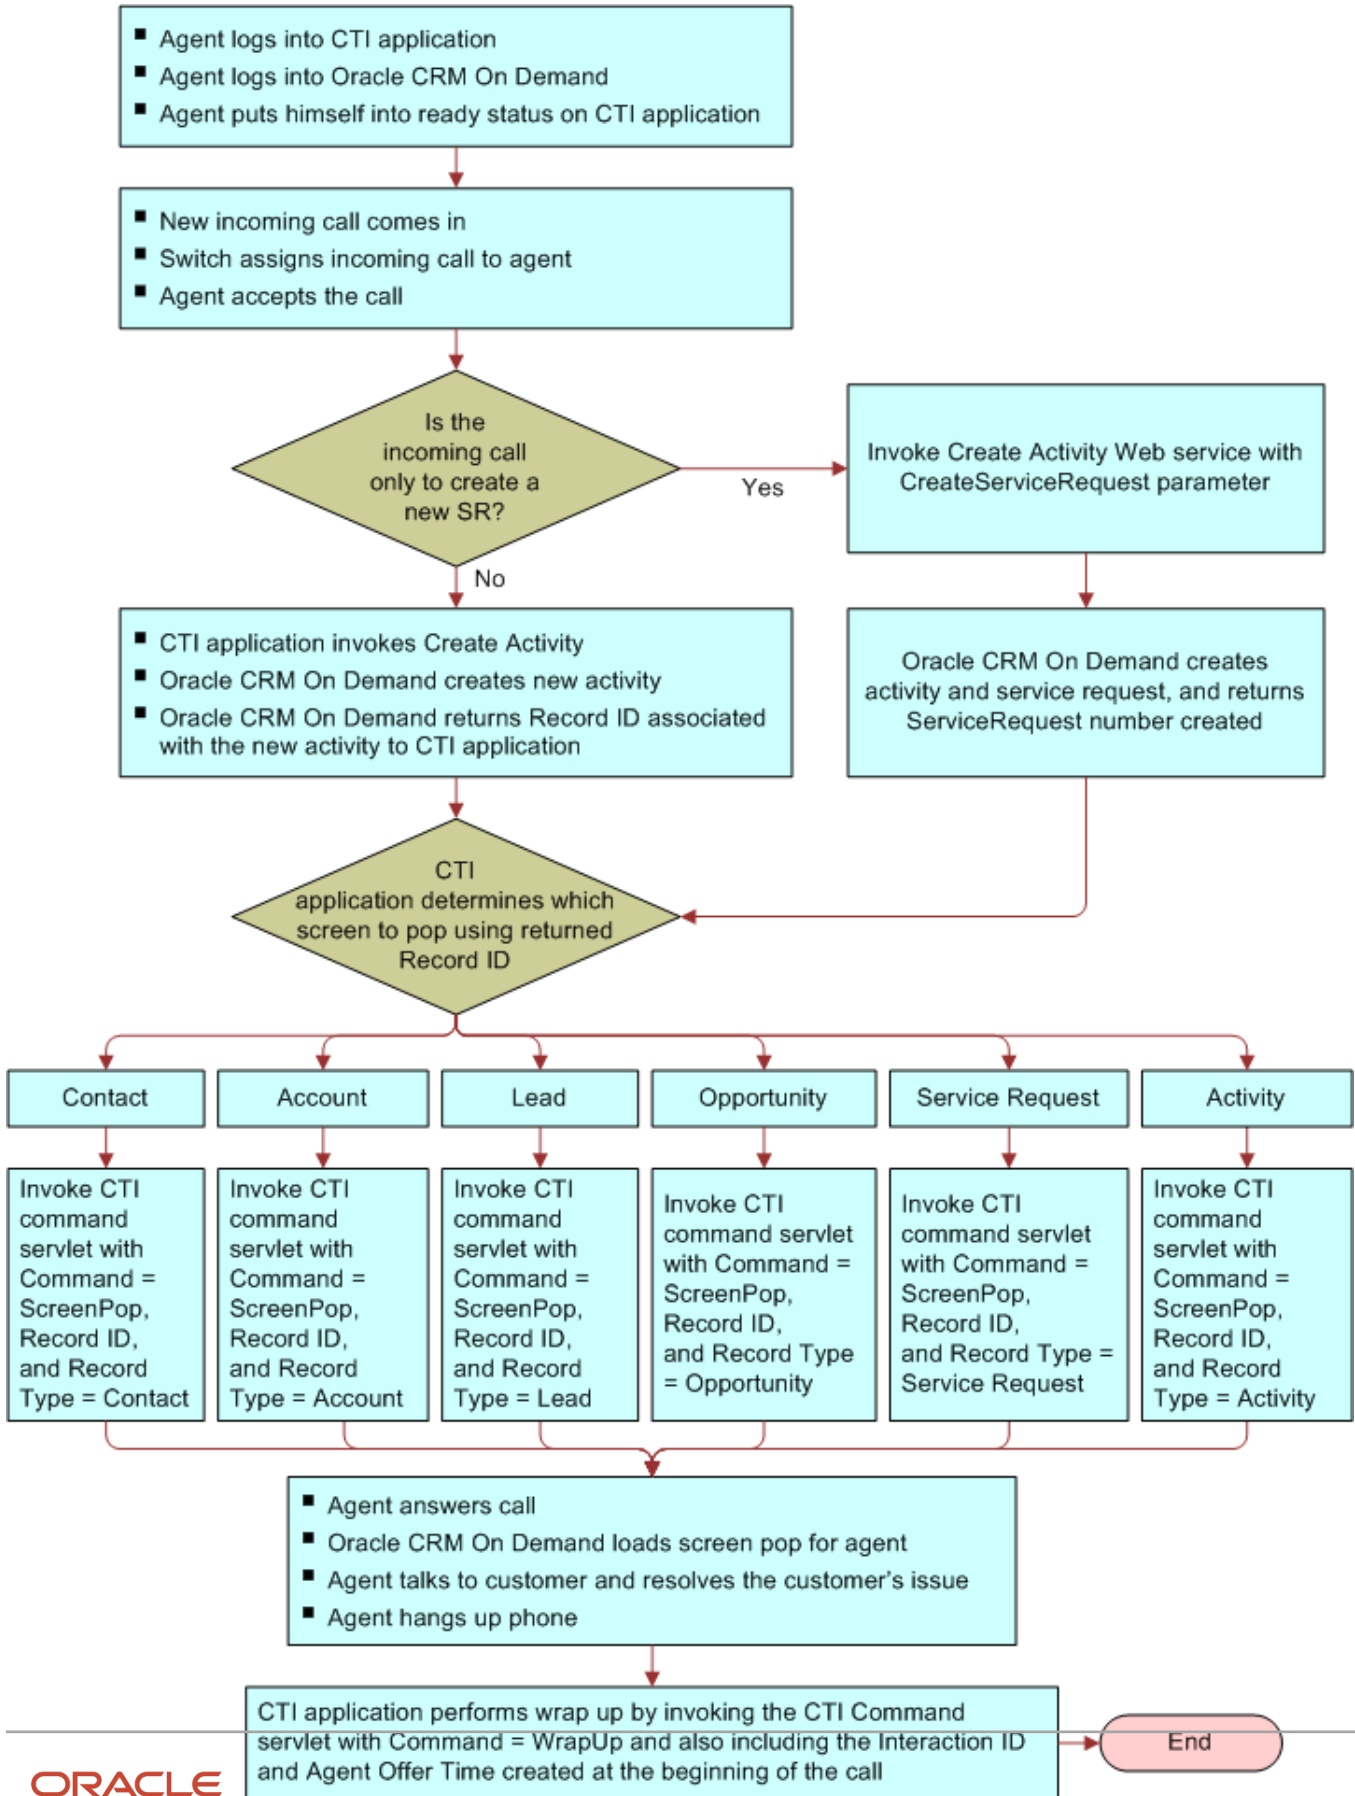 ■ Agent logs into CTI application
■ Agent logs into Oracle CRM On Demand
■ Agent puts himself into ready status on CTI application
■ New incoming call comes in
■ Switch assigns incoming call to agent
■ Agent accepts the call
Is the
incoming call
only to create a
new SR?
Yes
Invoke Create Activity Web service with
CreateServiceRequest parameter
No
■ CTI application invokes Create Activity
■ Oracle CRM On Demand creates new activity
■ Oracle CRM On Demand returns Record ID associated
with the new activity to CTI application
Oracle CRM On Demand creates
activity and service request, and returns
ServiceRequest number created
CTI
application determines which
screen to pop using returned
Record ID
Contact
Account
Lead
Opportunity
Service Request
Activity
Invoke CTI
command
servlet with
Command =
ScreenPop,
Record ID,
and Record
Type = Contact
Invoke CTI
command
servlet with
Command =
ScreenPop,
Record ID,
and Record
Type = Account
Invoke CTI
command
servlet with
Command =
ScreenPop,
Record ID,
and Record
Type = Lead
Invoke CTI
command servlet
with Command =
ScreenPop,
Record ID,
and Record Type
= Opportunity
Invoke CTI
command servlet
with Command =
ScreenPop,
Record ID,
and Record Type =
Service Request
Invoke CTI
command
servlet with
Command =
ScreenPop,
Record ID,
and Record
Type = Activity
■ Agent answers call
■ Oracle CRM On Demand loads screen pop for agent
■ Agent talks to customer and resolves the customer's issue
■ Agent hangs up phone
CTI application performs wrap up by invoking the CTI Command
servlet with Command = WrapUp and also including the Interaction ID
and Agent Offer Time created at the beginning of the call
End
ORACLE